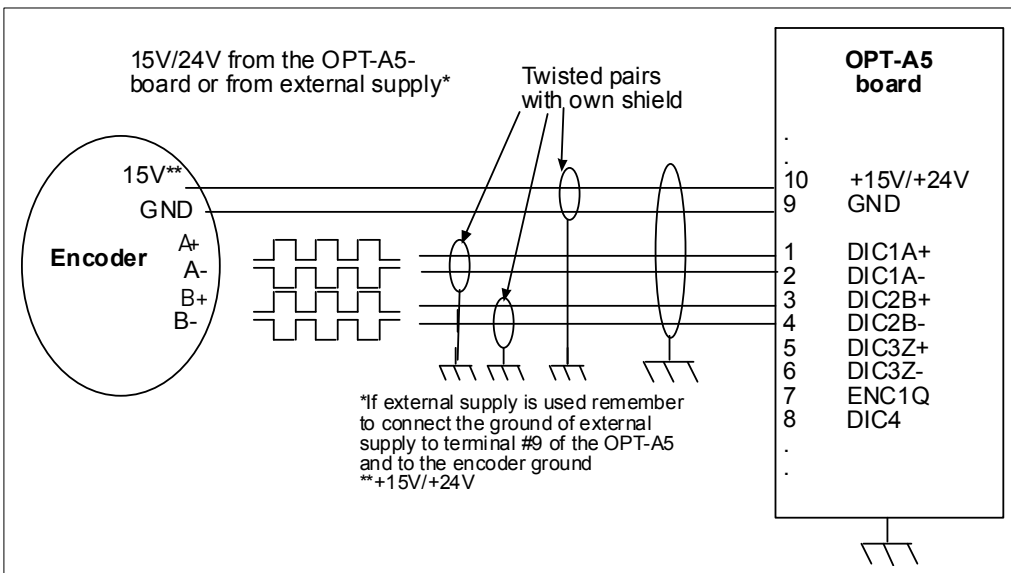 15V/24V from the OPT-A5-
board or from external supply*
Twisted pairs
with own shield
OPT-A5
board
.
.
.
15V**
GND
Encoder
A+
A-
B+
B-
10 +15V/+24V
9 GND
1 DIC1A+
2 DIC1A-
3 DIC2B+
4 DIC2B-
5 DIC3Z+
6 DIC3Z-
7 ENC1Q
8 DIC4
.
.
*If external supply is used remember
to connect the ground of external
supply to terminal #9 of the OPT-A5
and to the encoder ground
**+15V/+24V